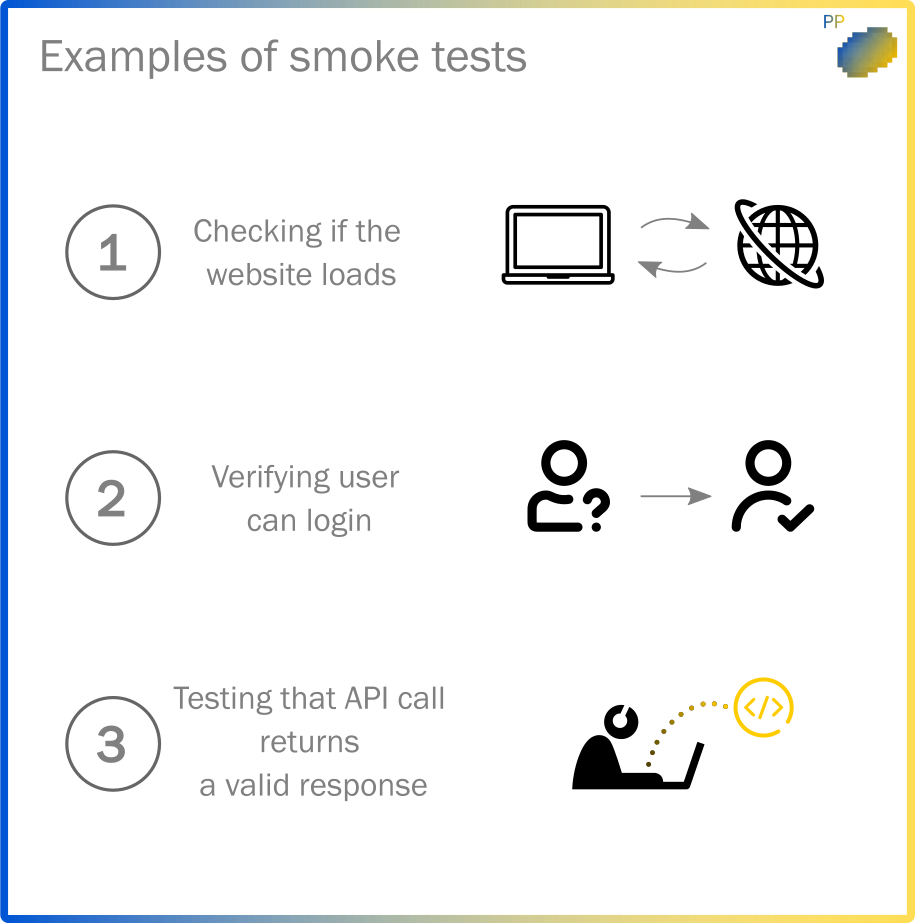 PP
Examples of smoke tests
1
Checking if the
website loads
2
Verifying user
can login
?
3
Testing that API call
returns
a valid response
</>